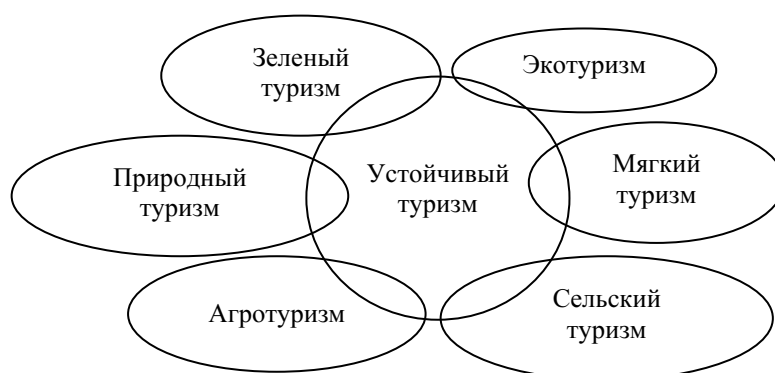 Зеленый
туризм
Экотуризм
Природный
туризм
Устойчивый
туризм
Мягкий
туризм
Агротуризм
Сельский
туризм